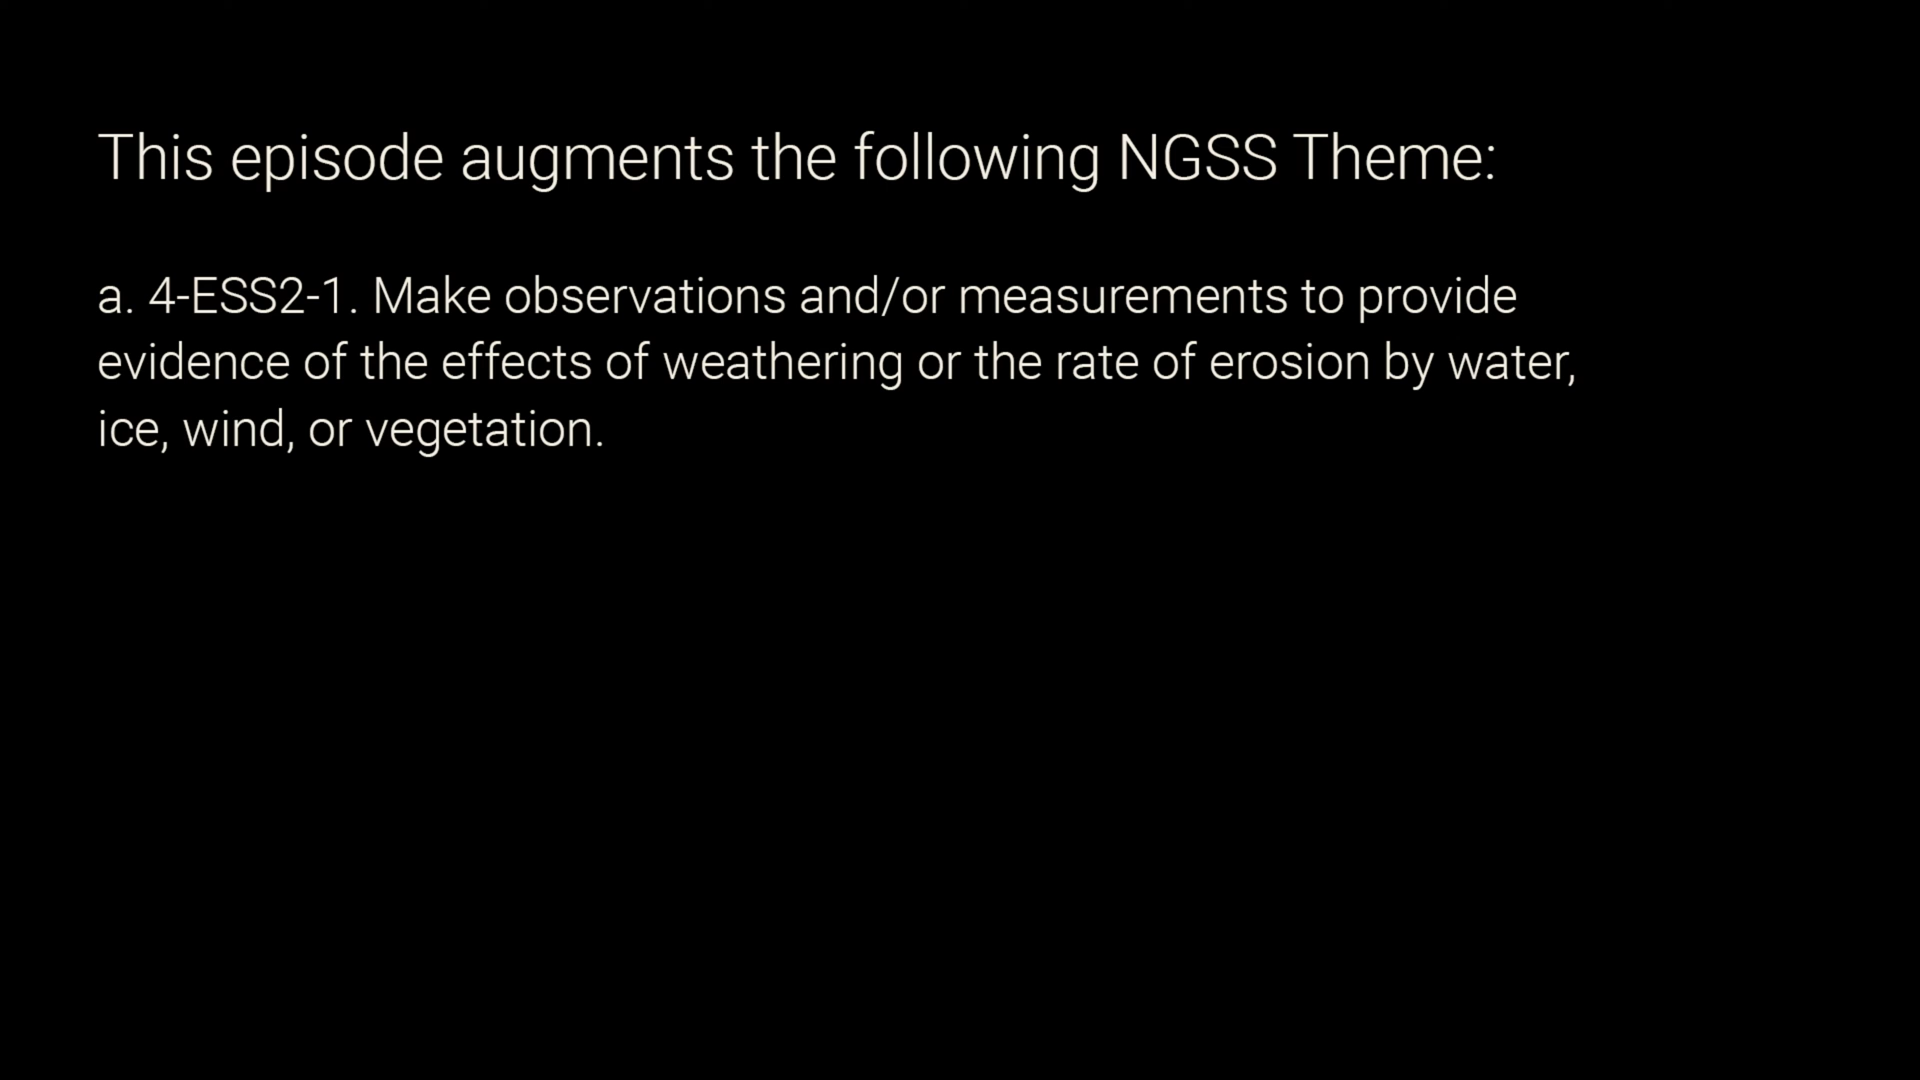 This episode augments the following NGSS Theme:
a. 4-ESS2-1. Make observations and/or measurements to provide
evidence of the effects of weathering or the rate of erosion by water,
ice, wind, or vegetation.